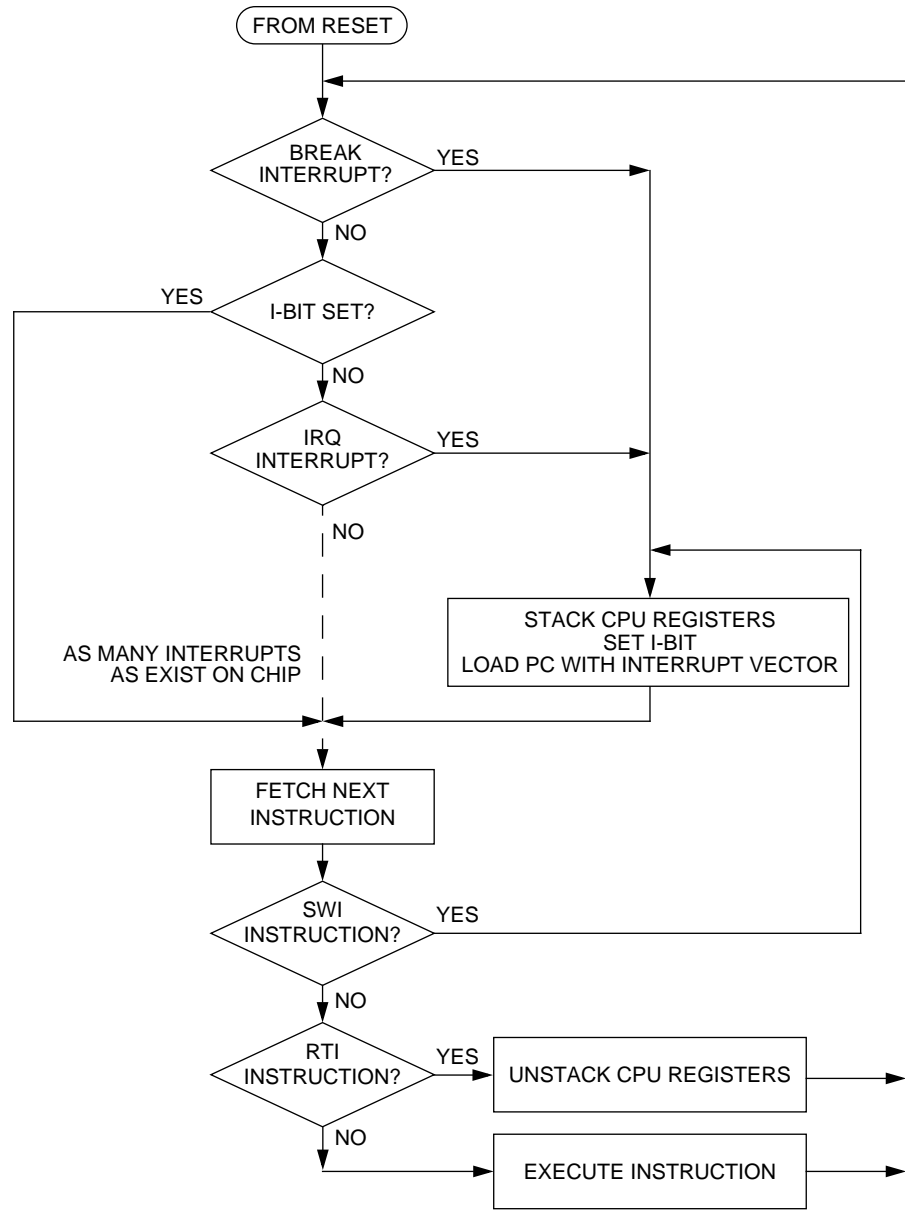 FROM RESET
BREAK
INTERRUPT?
YES
NO
YES
I-BIT SET?
NO
IRQ
INTERRUPT?
YES
NO
STACK CPU REGISTERS
SET I-BIT
LOAD PC WITH INTERRUPT VECTOR
AS MANY INTERRUPTS
AS EXIST ON CHIP
FETCH NEXT
INSTRUCTION
SWI
INSTRUCTION?
YES
NO
RTI
INSTRUCTION?
YES
UNSTACK CPU REGISTERS
NO
EXECUTE INSTRUCTION